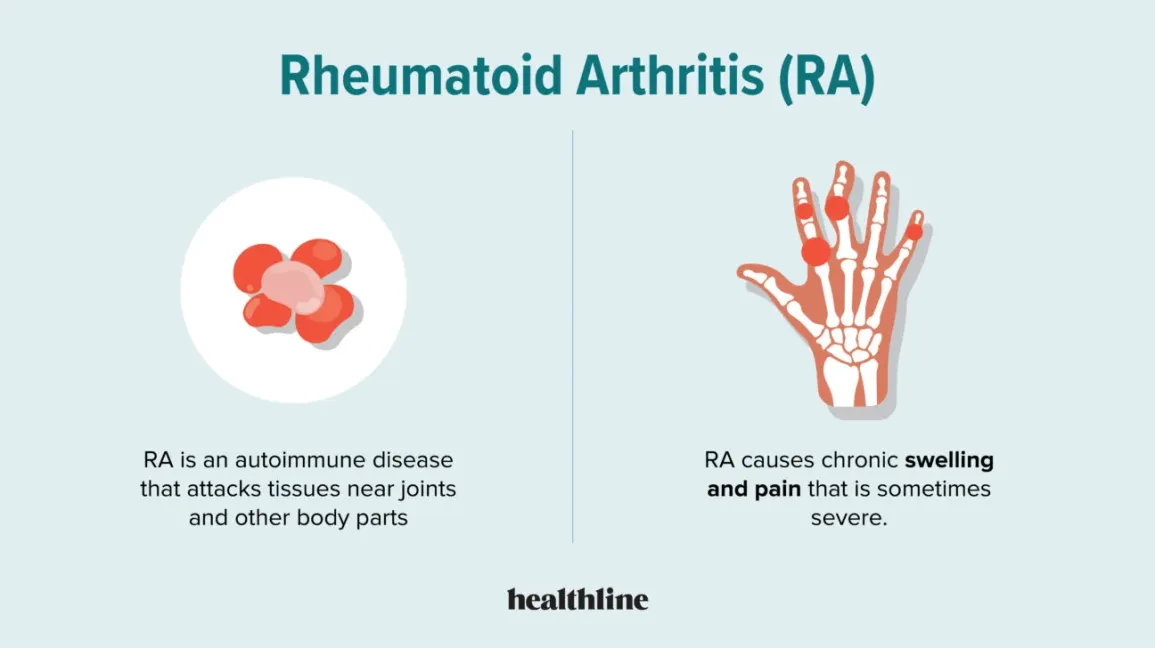 Rheumatoid Arthritis (RA)
RA is an autoimmune disease
that attacks tissues near joints
and other body parts
RA causes chronic swelling
and pain that is sometimes
severe.
healthline